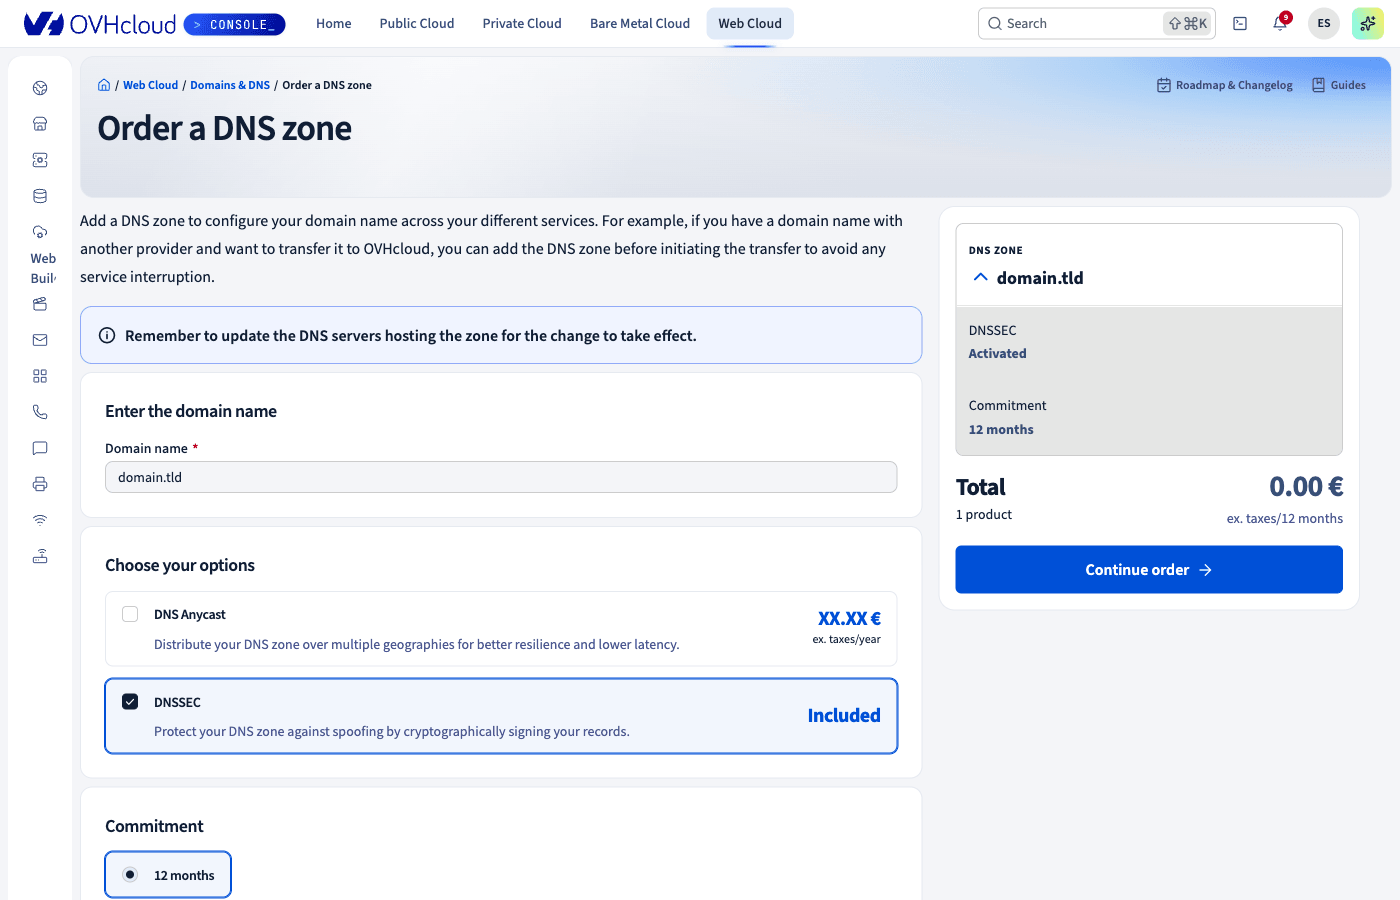 OVHcloud > CONSOLE_ Home Public Cloud Private Cloud Bare Metal Cloud Web Cloud Search ⇧⌘K 9 ES
/ Web Cloud / Domains & DNS / Order a DNS zone
Roadmap & Changelog Guides
Order a DNS zone
Web
Buil
Add a DNS zone to configure your domain name across your different services. For example, if you have a domain name with
another provider and want to transfer it to OVHcloud, you can add the DNS zone before initiating the transfer to avoid any
service interruption.
Remember to update the DNS servers hosting the zone for the change to take effect.
Enter the domain name
Domain name *
domain.tld
Choose your options
DNS Anycast
Distribute your DNS zone over multiple geographies for better resilience and lower latency.
XX.XX €
ex. taxes/year
DNSSEC
Protect your DNS zone against spoofing by cryptographically signing your records.
Included
Commitment
12 months
DNS ZONE
domain.tld
DNSSEC
Activated
Commitment
12 months
Total 0.00 €
1 product ex. taxes/12 months
Continue order →